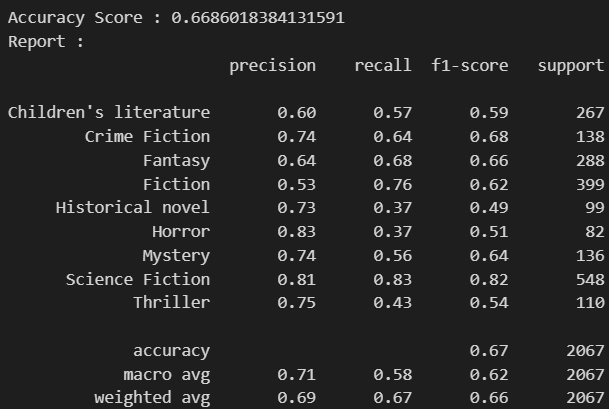 Accuracy Score : 0.6686018384131591
Report :
precision recall f1-score support
Children's literature 0.60 0.57 0.59 267
Crime Fiction 0.74 0.64 0.68 138
Fantasy 0.64 0.68 0.66 288
Fiction 0.53 0.76 0.62 399
Historical novel 0.73 0.37 0.49 99
Horror 0.83 0.37 0.51 82
Mystery 0.74 0.56 0.64 136
Science Fiction 0.81 0.83 0.82 548
Thriller 0.75 0.43 0.54 110
accuracy 0.67 2067
macro avg 0.71 0.58 0.62 2067
weighted avg 0.69 0.67 0.66 2067